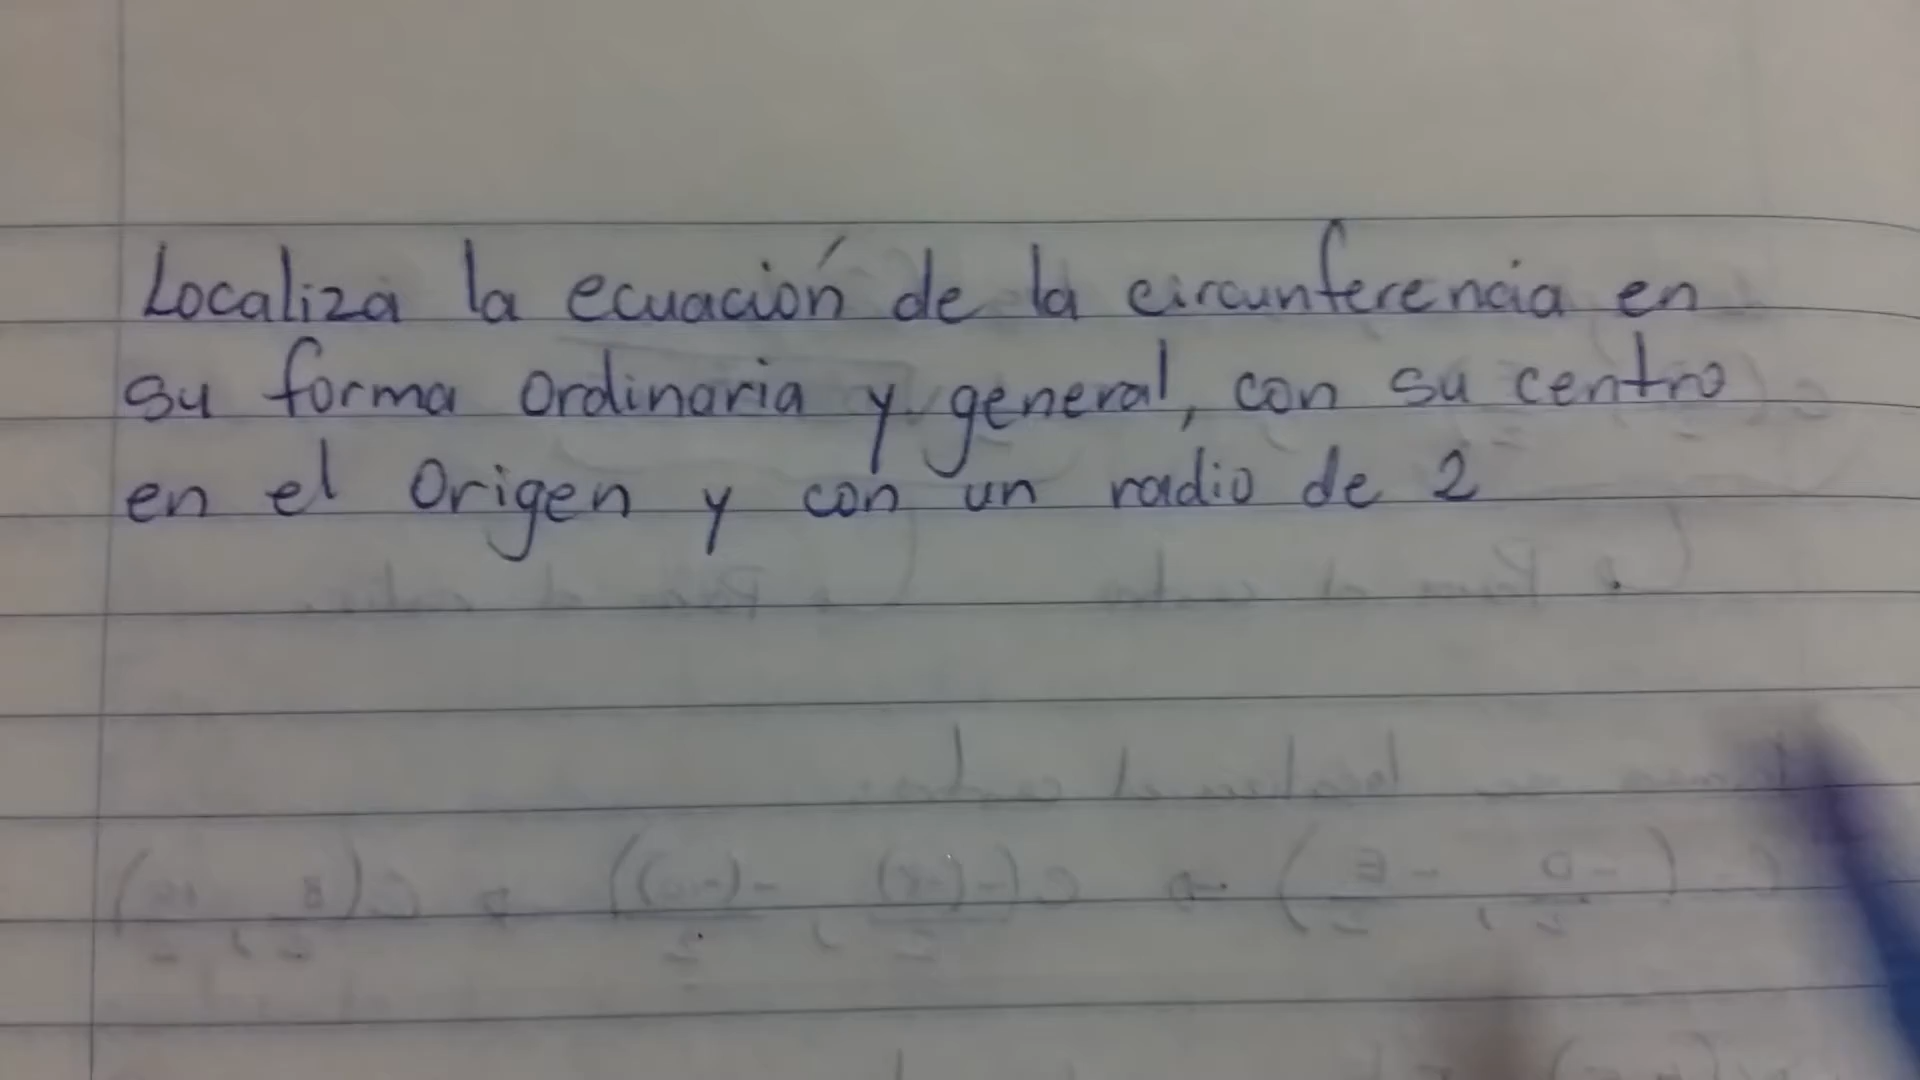 Localiza la ecuación de la circunferencia en
su forma ordinaria y general, con su centro
en el origen y con un radio de 2